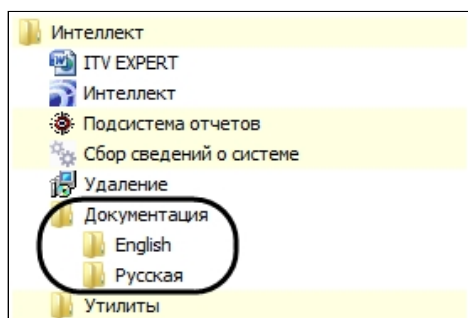 Интеллект
ITV EXPERT
Интеллект
Подсистема отчетов
Сбор сведений о системе
Удаление
Документация
English
Русская
Утилиты